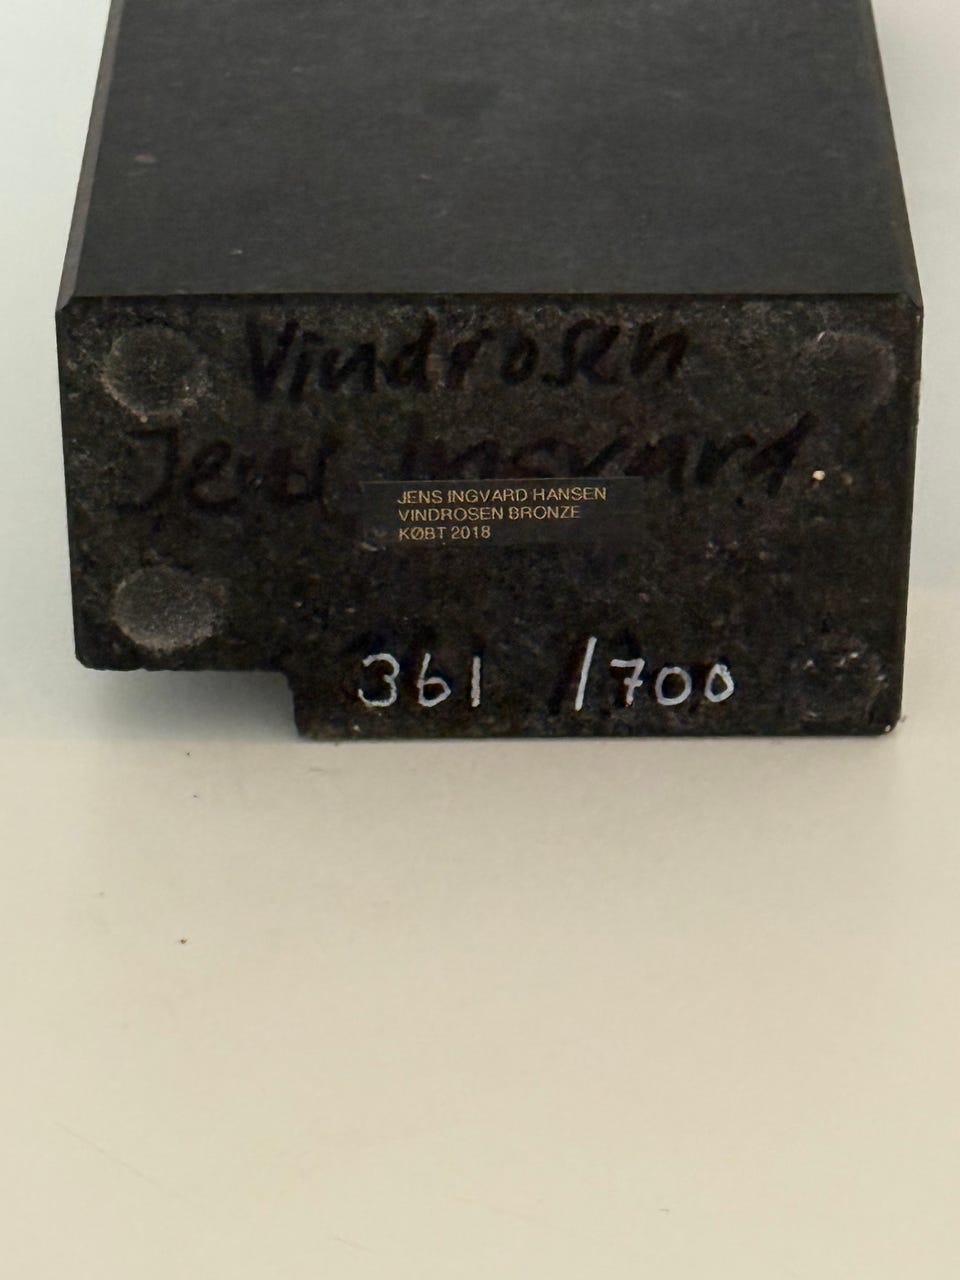 Vindrosen
Jens Ingvard.
JENS INGVARD HANSEN
VINDROSEN BRONZE
KØBT 2018
361 /700